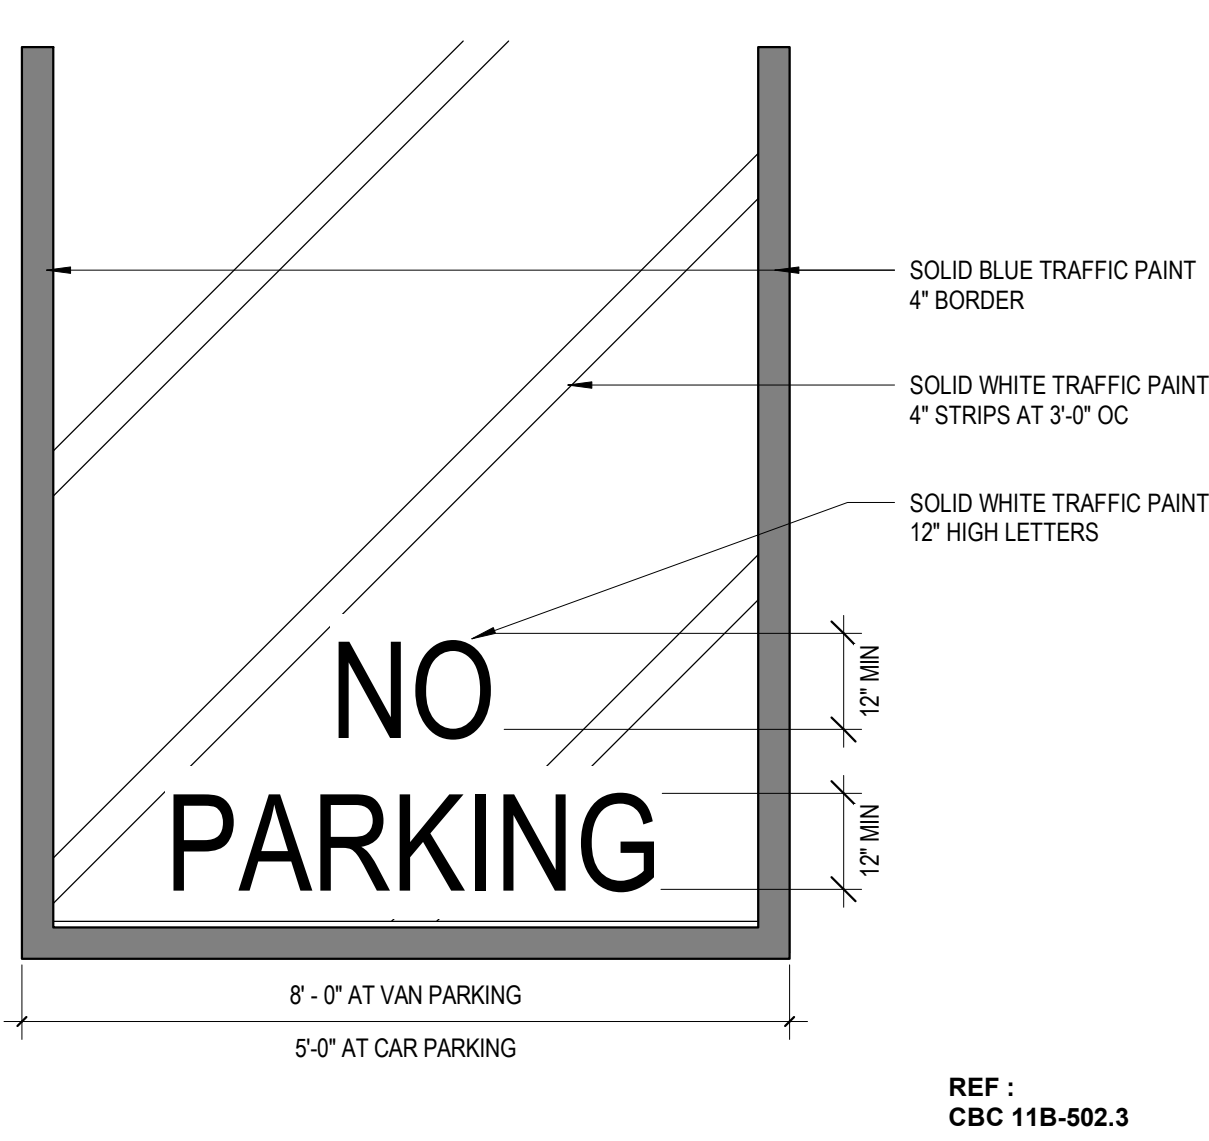 SOLID BLUE TRAFFIC PAINT
4" BORDER
SOLID WHITE TRAFFIC PAINT
4" STRIPS AT 3'-0" OC
SOLID WHITE TRAFFIC PAINT
12" HIGH LETTERS
NO
12" MIN
PARKING
12" MIN
8' - 0" AT VAN PARKING
5'-0" AT CAR PARKING
REF :
CBC 11B-502.3